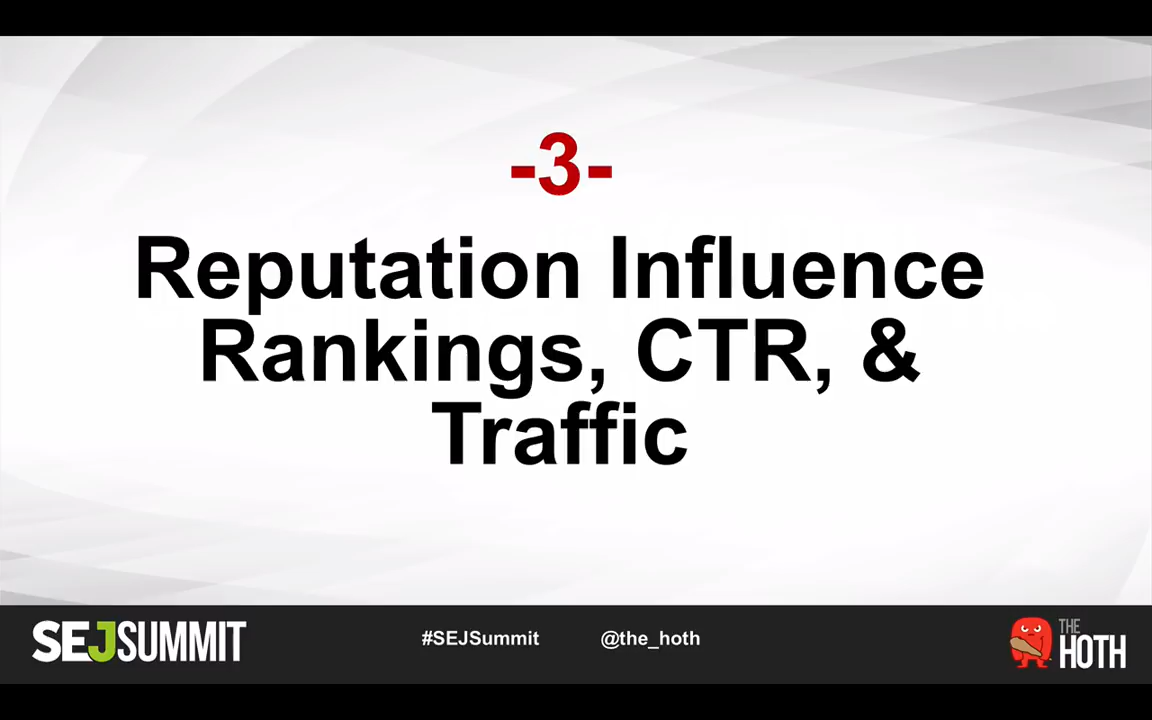 -3-
Reputation Influence
Rankings, CTR, &
Traffic
SEJSUMMIT
#SEJSummit
@the_hoth
THE
HOTH